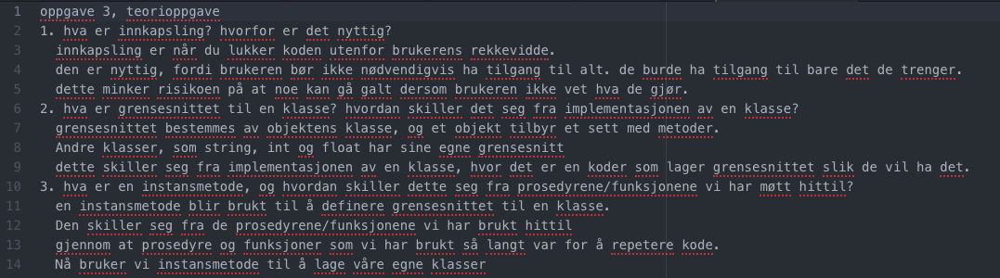 1 oppgave 3, teorioppgave
2 1. hva er innkapsling? hvorfor er det nyttig?
3 innkapsling er når du lukker koden utenfor brukerens rekkevidde.
4 den er nyttig, fordi brukeren bør ikke nødvendigvis ha tilgang til alt. de burde ha tilgang til bare det de trenger.
5 dette minker risikoen på at noe kan gå galt dersom brukeren ikke vet hva de gjør.
6 2. hva er grensesnittet til en klasse? hvordan skiller det seg fra implementasjonen av en klasse?
7 grensesnittet bestemmes av objektens klasse, og et objekt tilbyr et sett med metoder.
8 Andre klasser, som string, int og float har sine egne grensesnitt
9 dette skiller seg fra implementasjonen av en klasse, hvor det er en koder som lager grensesnittet slik de vil ha det.
10 3. hva er en instansmetode, og hvordan skiller dette seg fra prosedyrene/funksjonene vi har møtt hittil?
11 en instansmetode blir brukt til å definere grensesnittet til en klasse.
12 Den skiller seg fra de prosedyrene/funksjonene vi har brukt hittil
13 gjennom at prosedyre og funksjoner som vi har brukt så langt var for å repetere kode.
14 Nå bruker vi instansmetode til å lage våre egne klasser